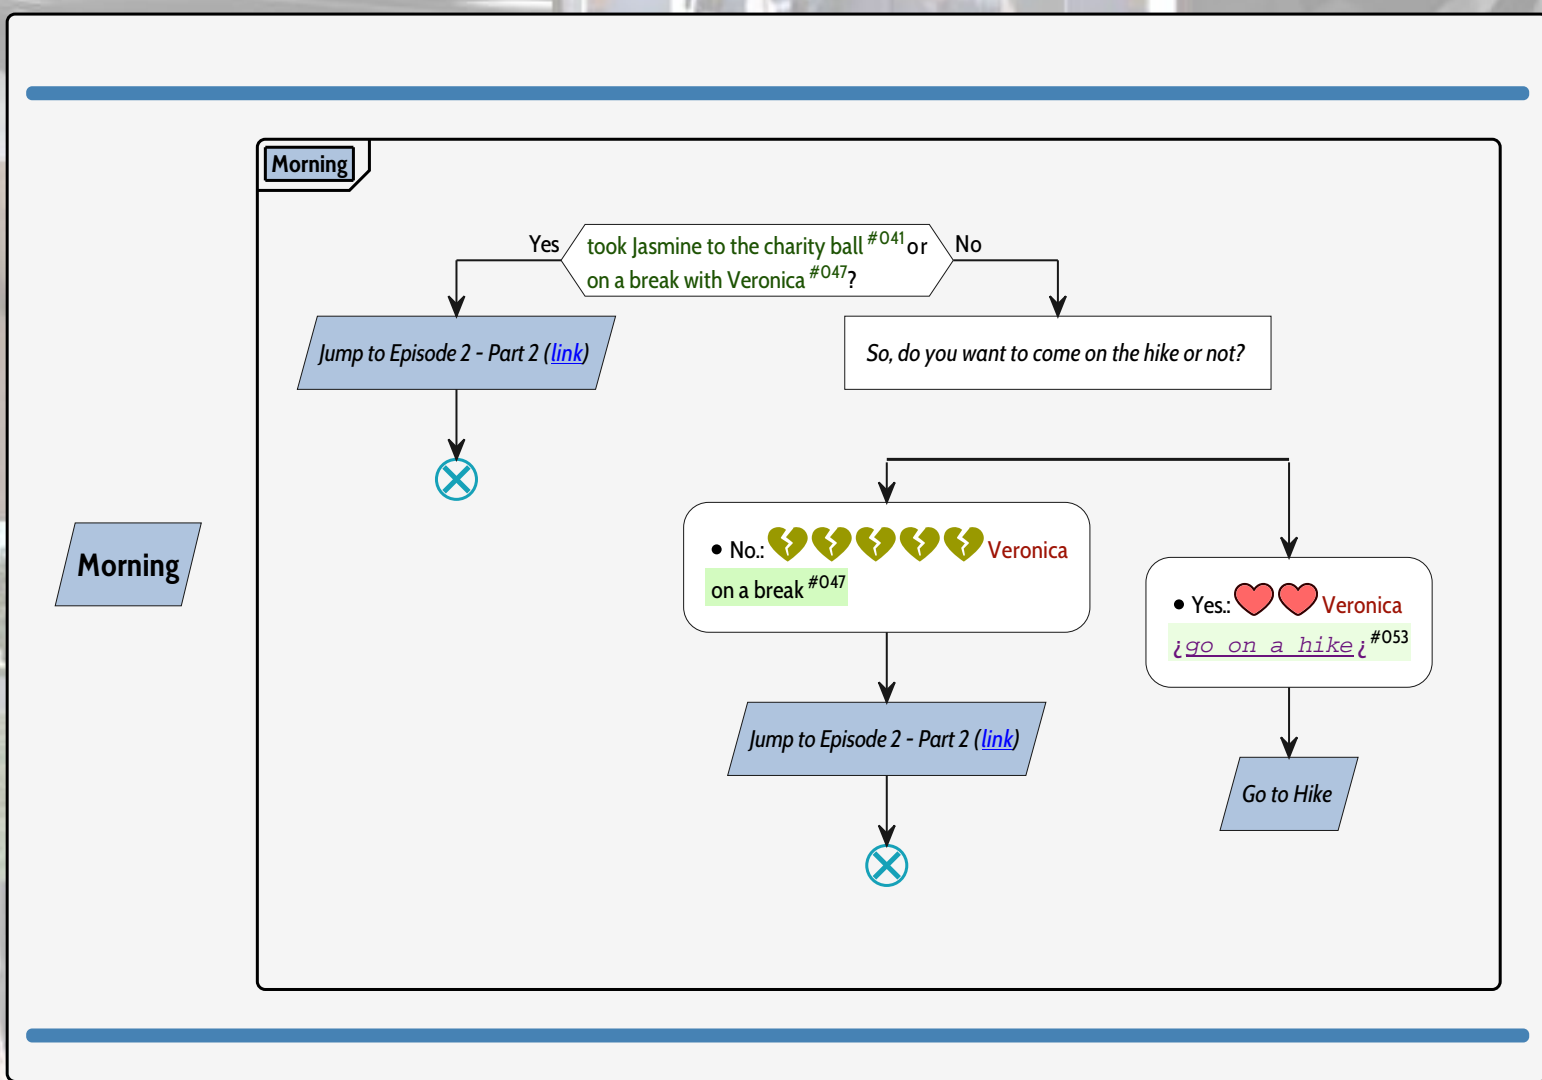 Morning
Yes
took Jasmine to the charity ball #041 or
No
on a break with Veronica #047?
Jump to Episode 2 - Part 2 (link)
So, do you want to come on the hike or not?
• No.: Veronica
on a break #047
• Yes.: Veronica
¿go on a hike¿ #053
Morning
Jump to Episode 2 - Part 2 (link)
Go to Hike